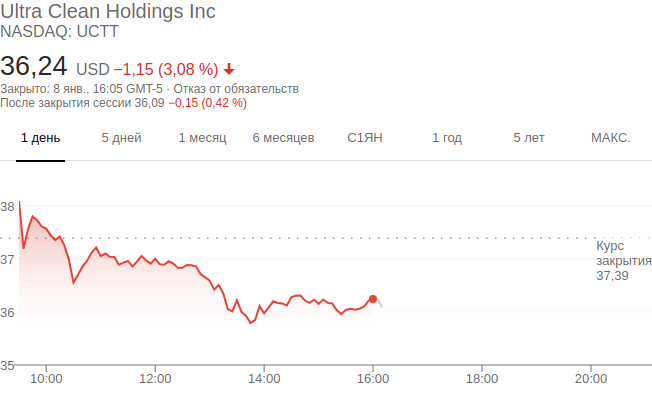 Ultra Clean Holdings Inc
NASDAQ: UCTT
36,24 USD −1,15 (3,08 %) ↓
Закрыто: 8 янв., 16:05 GMT-5 · Отказ от обязательств
После закрытия сессии 36,09 −0,15 (0,42 %)
1 день 5 дней 1 месяц 6 месяцев С1ЯН 1 год 5 лет МАКС.
38
Курс
закрытия
37,39
37
36
35
10:00 12:00 14:00 16:00 18:00 20:00